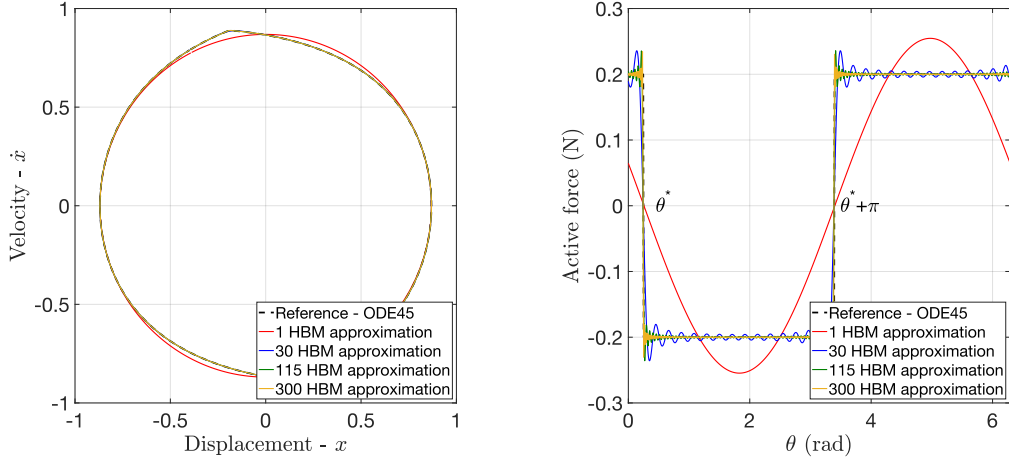 1
0.5
0
-0.5
-1
-1
-0.5
0
0.5
1
Velocity - ẋ
Displacement - x
Reference - ODE45
1 HBM approximation
30 HBM approximation
115 HBM approximation
300 HBM approximation
0.3
0.2
0.1
0
-0.1
-0.2
-0.3
0
2
4
6
Active force (N)
θ (rad)
θ*
θ*+π
Reference - ODE45
1 HBM approximation
30 HBM approximation
115 HBM approximation
300 HBM approximation